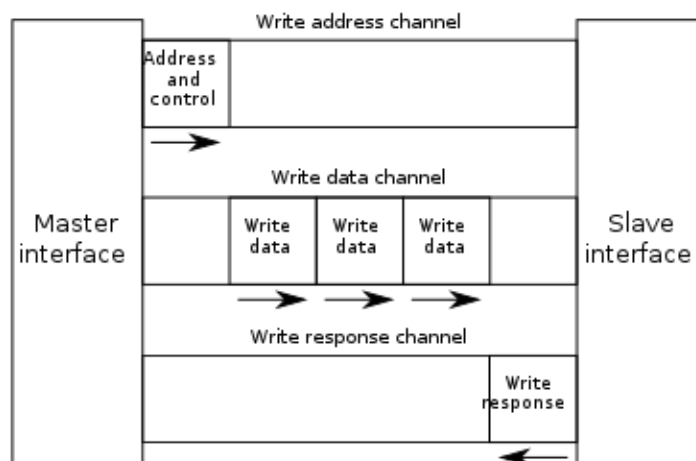 Write address channel
Address
and
control
Write data channel
Master
interface
Write
data
Write
data
Write
data
Slave
interface
Write response channel
Write
response